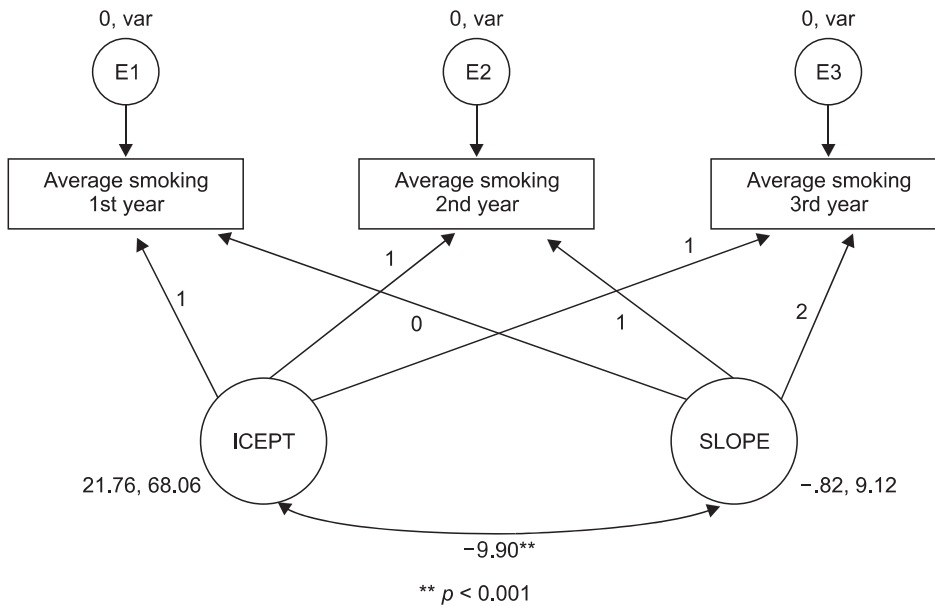 0, var
0, var
0, var
E1
E2
E3
Average smoking
1st year
Average smoking
2nd year
Average smoking
3rd year
1
1
0
1
1
2
ICEPT
SLOPE
21.76, 68.06
−.82, 9.12
−9.90**
** p < 0.001